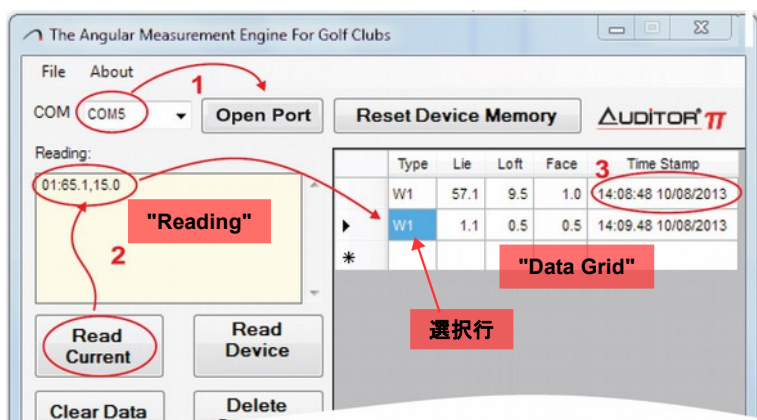 The Angular Measurement Engine For Golf Clubs
File About
1
COM COM5 Open Port Reset Device Memory AUDiTOR π
Reading:
01:65.1,15.0
"Reading"
2
Type Lie Loft Face Time Stamp
3
W1 57.1 9.5 1.0 14:08:48 10/08/2013
W1 1.1 0.5 0.5 14:09.48 10/08/2013
"Data Grid"
選択行
Read Current
Read Device
Clear Data
Delete